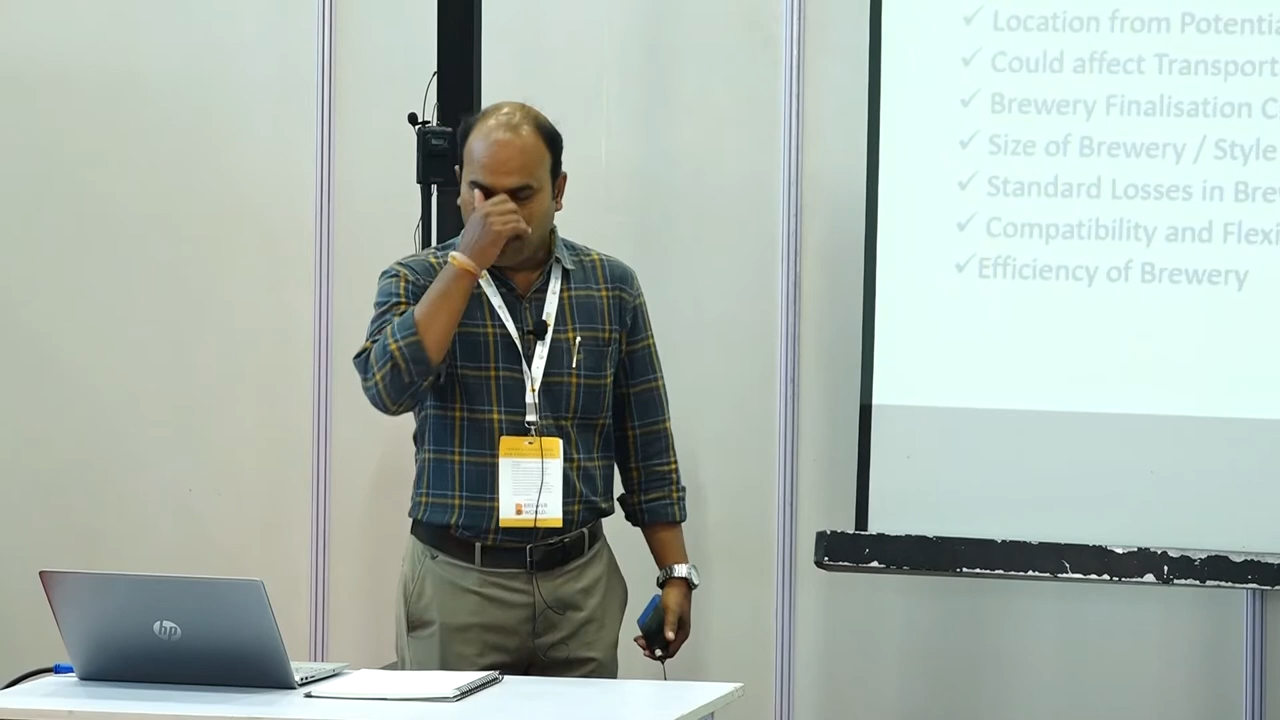 ✓ Location from Potentia
✓ Could affect Transport
✓ Brewery Finalisation C
✓ Size of Brewery / Style
✓ Standard Losses in Bre
✓ Compatibility and Flexi
✓ Efficiency of Brewery
BREWER
WORLD
hp